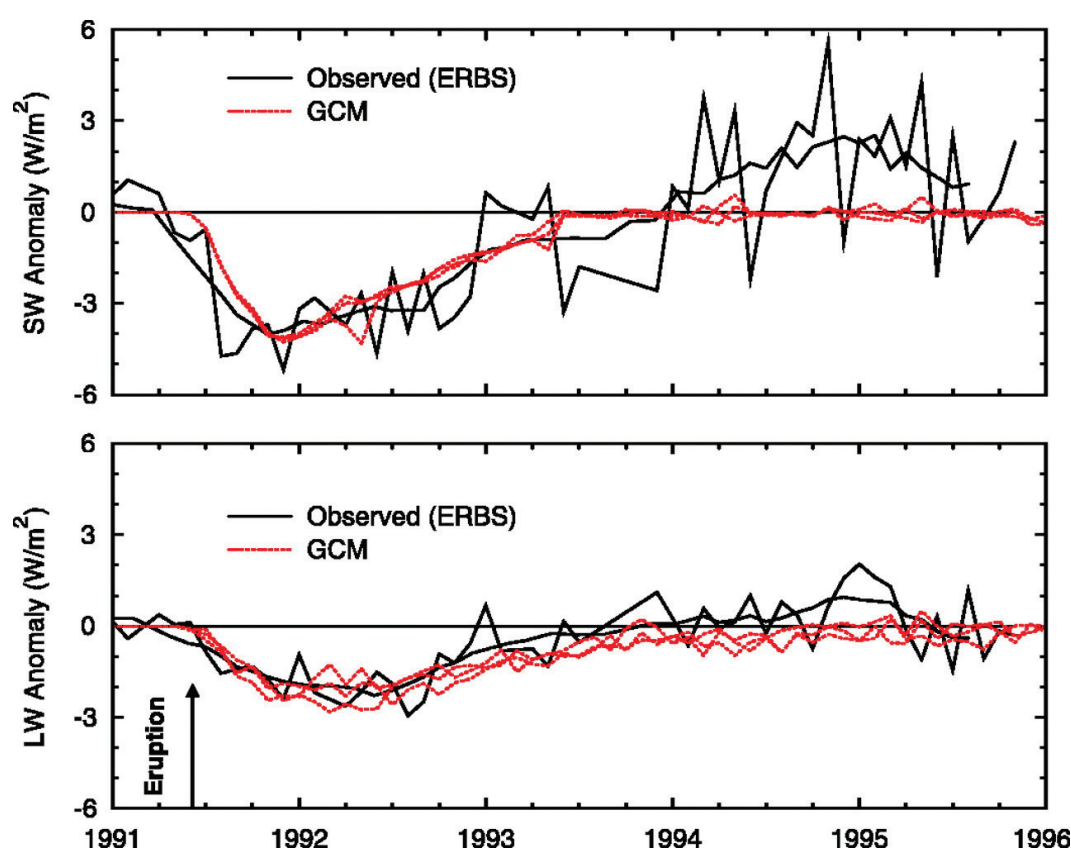 6
3
0
-3
-6
SW Anomaly (W/m²)
Observed (ERBS)
GCM
6
3
0
-3
-6
LW Anomaly (W/m²)
Observed (ERBS)
GCM
Eruption
1991 1992 1993 1994 1995 1996